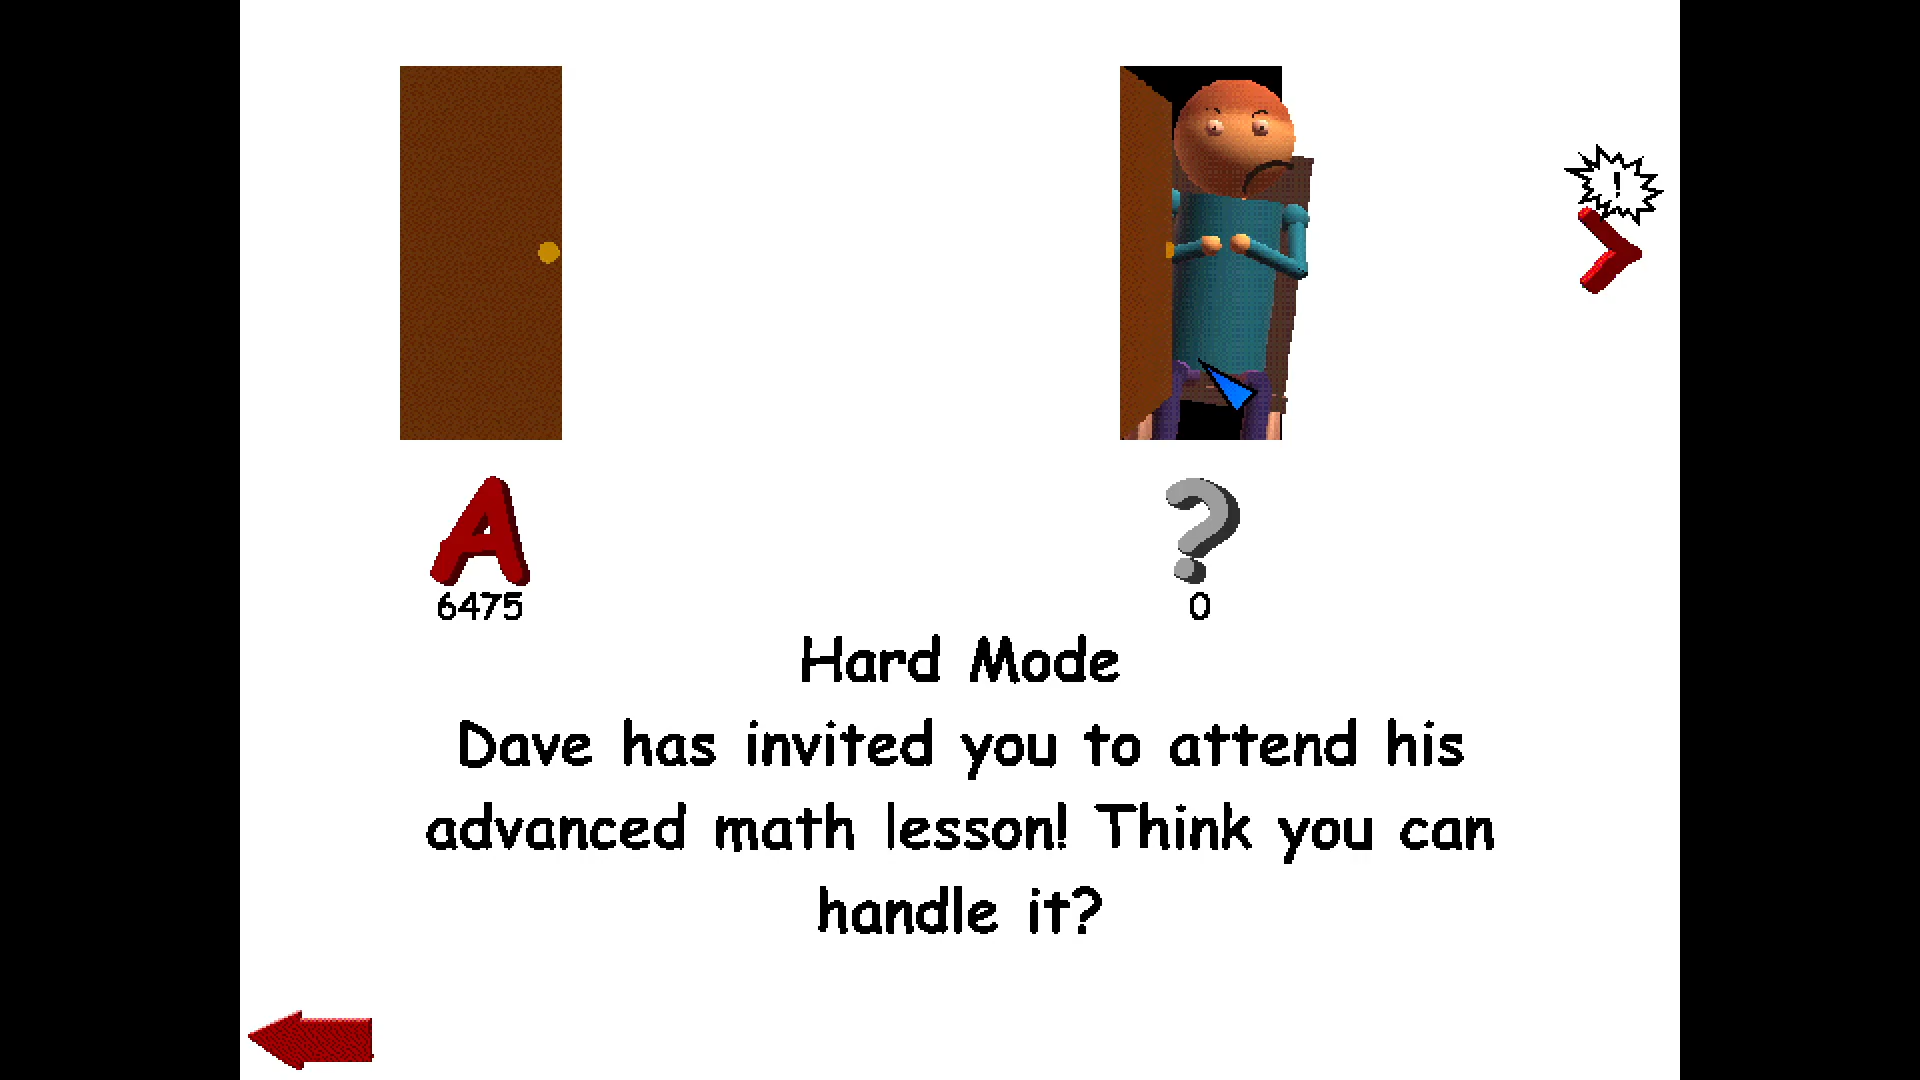 !
A
?
6475
0
Hard Mode
Dave has invited you to attend his
advanced math lesson! Think you can
handle it?